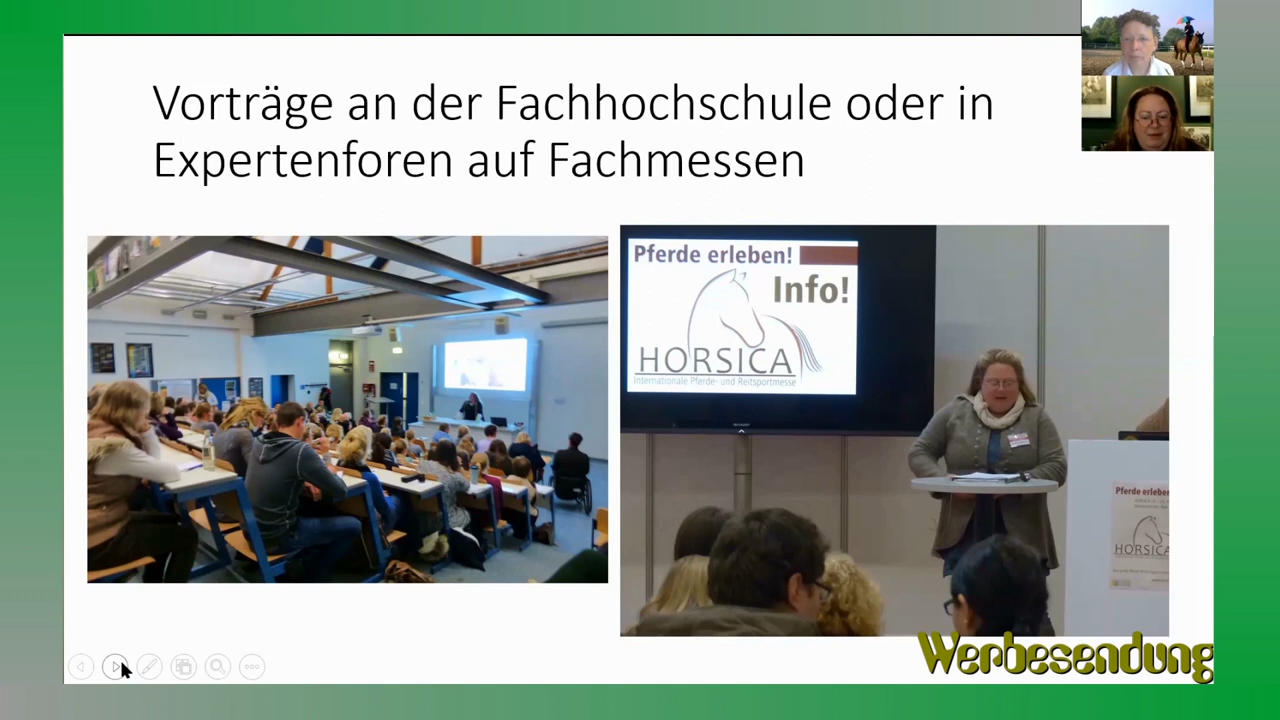 Vorträge an der Fachhochschule oder in
Expertenforen auf Fachmessen
Pferde erleben!
Info!
HORSICA
Internationale Pferde- und Reitsportmesse
Pferde erleben
HORSICA
Werbesendung